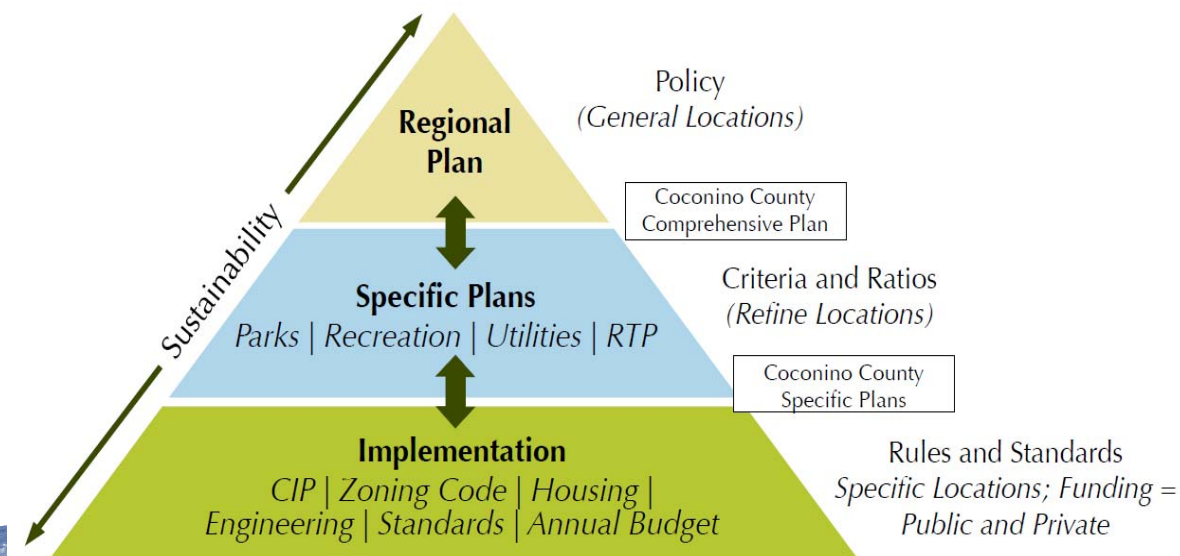 Policy
(General Locations)
Regional
Plan
Coconino County
Comprehensive Plan
Sustainability
Criteria and Ratios
(Refine Locations)
Specific Plans
Parks | Recreation | Utilities | RTP
Coconino County
Specific Plans
Implementation
CIP | Zoning Code | Housing |
Engineering | Standards | Annual Budget
Rules and Standards
Specific Locations; Funding =
Public and Private